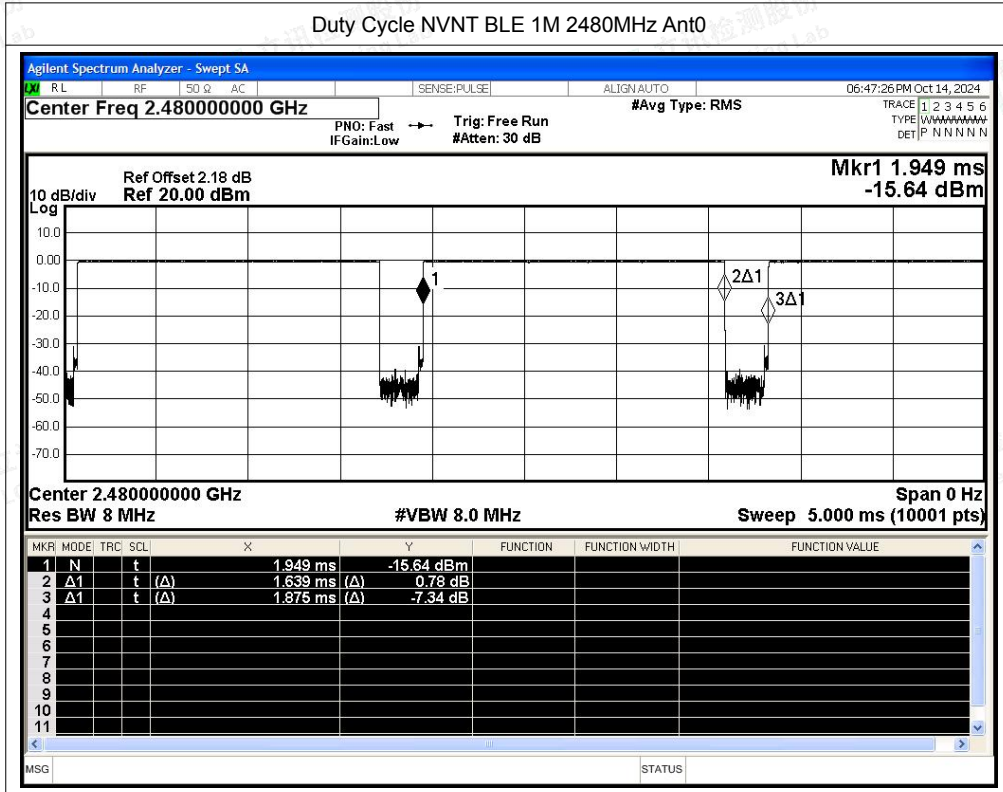 Duty Cycle NVNT BLE 1M 2480MHz Ant0
Agilent Spectrum Analyzer - Swept SA
LXI RL RF 50 Ω AC SENSE:PULSE ALIGN AUTO 06:47:26 PM Oct 14, 2024
Center Freq 2.480000000 GHz #Avg Type: RMS TRACE 1 2 3 4 5 6
PNO: Fast Trig: Free Run TYPE WWWWWW
IFGain:Low #Atten: 30 dB DET P N N N N N
Mkr1 1.949 ms
Ref Offset 2.18 dB
10 dB/div Ref 20.00 dBm -15.64 dBm
Log
10.0
0.00
-10.0
-20.0
-30.0
-40.0
-50.0
-60.0
-70.0
1
2Δ1
3Δ1
Center 2.480000000 GHz Span 0 Hz
Res BW 8 MHz #VBW 8.0 MHz Sweep 5.000 ms (10001 pts)
MKR MODE TRC SCL X Y FUNCTION FUNCTION WIDTH FUNCTION VALUE
1 N t 1.949 ms -15.64 dBm
2 Δ1 t (Δ) 1.639 ms (Δ) 0.78 dB
3 Δ1 t (Δ) 1.875 ms (Δ) -7.34 dB
4
5
6
7
8
9
10
11
MSG STATUS